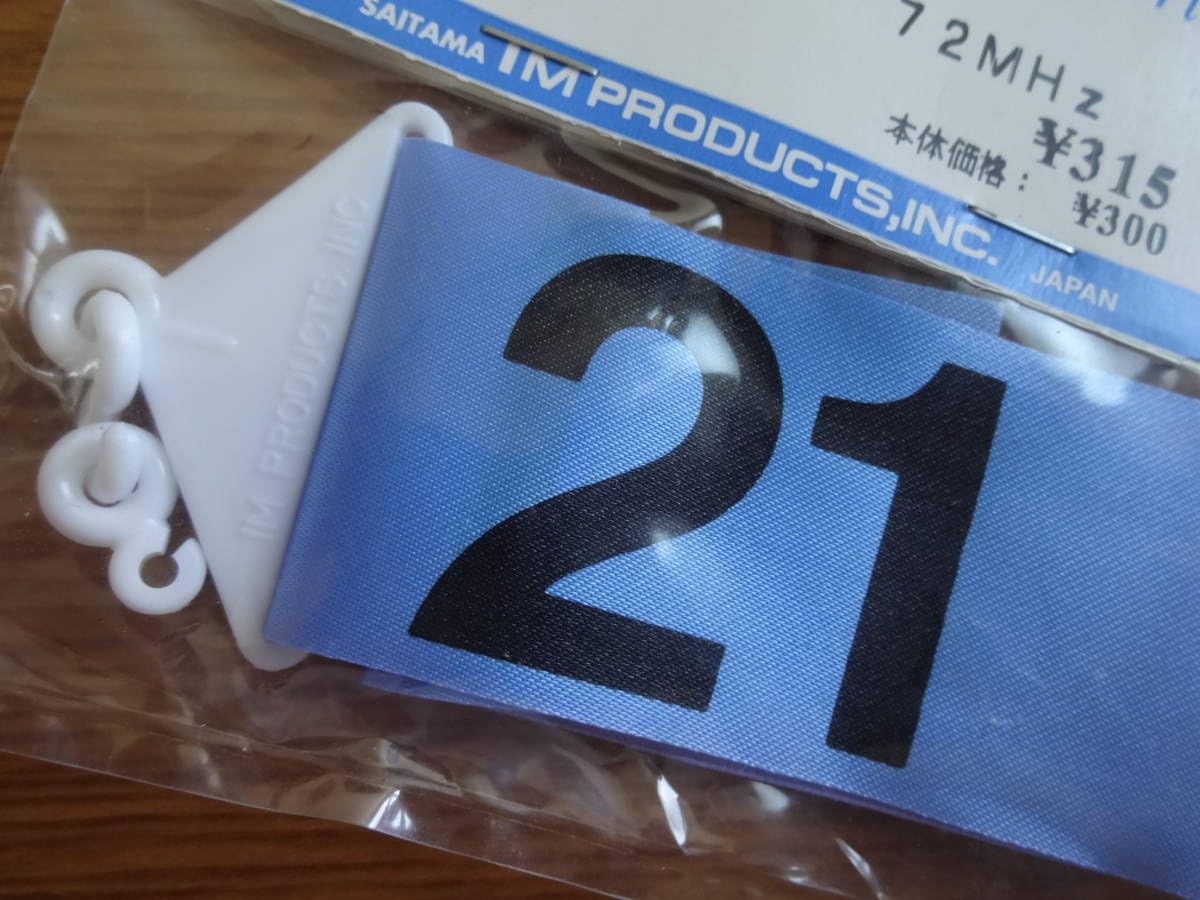 72MHz
¥315
本体価格: ¥300
SAITAMA IM PRODUCTS,INC. JAPAN
IM PRODUCTS.INC
21